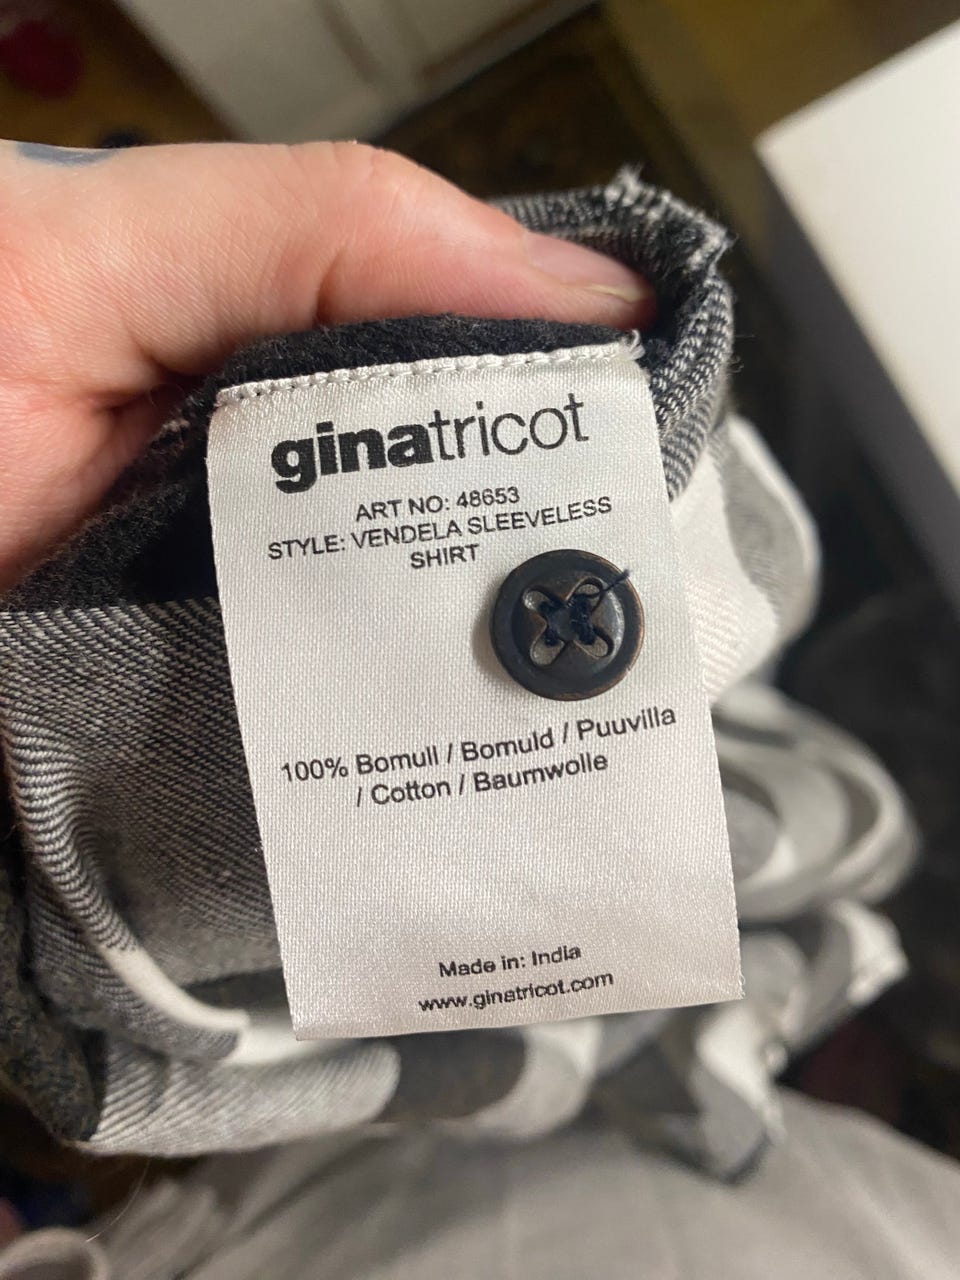 ginatricot
ART NO: 48653
STYLE: VENDELA SLEEVELESS
SHIRT
100% Bomull / Bomuld / Puuvilla
/ Cotton / Baumwolle
Made in: India
www.ginatricot.com